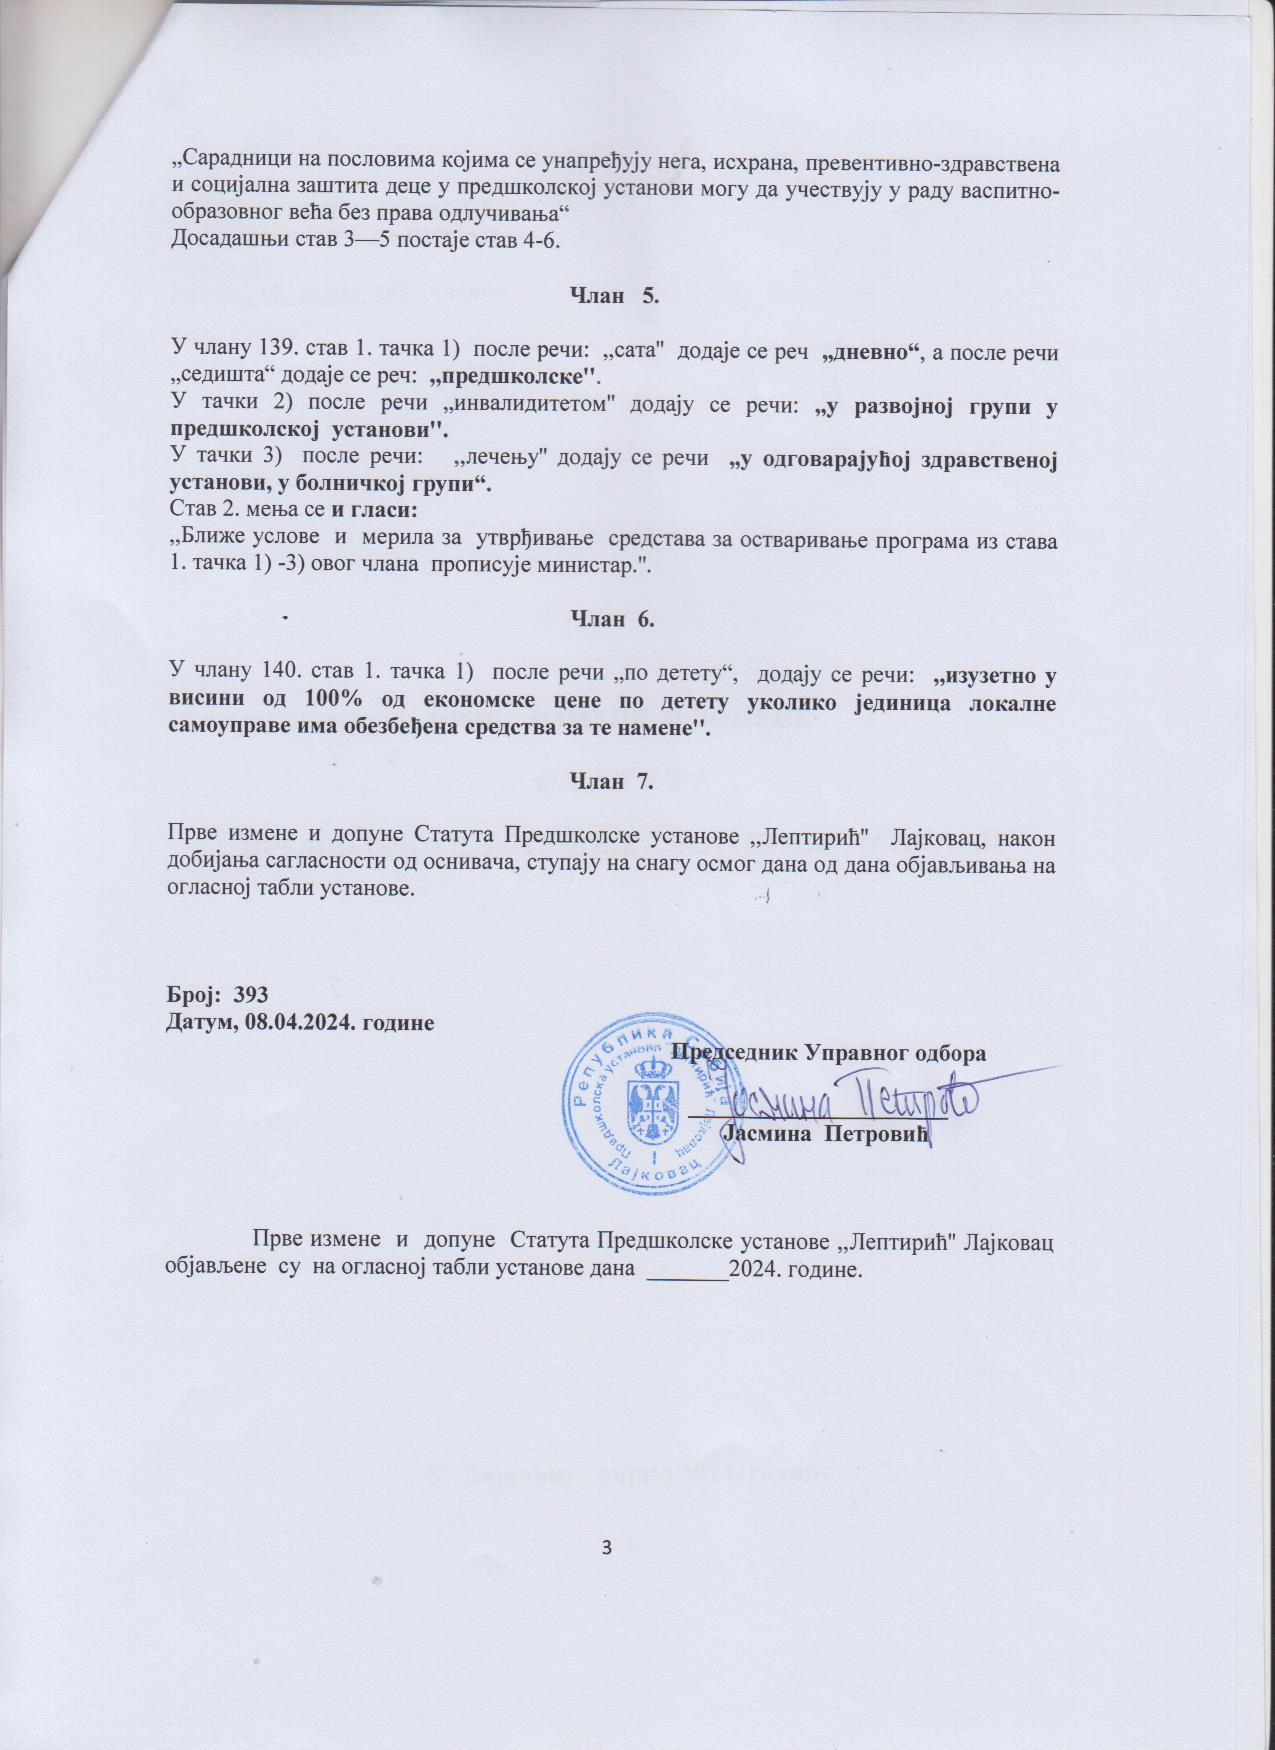 „Сарадници на пословима којима се унапређују нега, исхрана, превентивно-здравствена
и социјална заштита деце у предшколској установи могу да учествују у раду васпитно-
образовног већа без права одлучивања“
Досадашњи став 3—5 постаје став 4-6.
Члан 5.
У члану 139. став 1. тачка 1) после речи: ,,сата" додаје се реч „дневно“, а после речи
„седишта“ додаје се реч: ,,предшколске".
У тачки 2) после речи ,,инвалидитетом" додају се речи: ,,у развојној групи у
предшколској установи".
У тачки 3) после речи: ,,лечењу" додају се речи „у одговарајућој здравственој
установи, у болничкој групи“.
Став 2. мења се и гласи:
,,Ближе услове и мерила за утврђивање средстава за остваривање програма из става
1. тачка 1) -3) овог члана прописује министар.".
Члан 6.
У члану 140. став 1. тачка 1) после речи „по детету“, додају се речи: ,,изузетно у
висини од 100% од економске цене по детету уколико јединица локалне
самоуправе има обезбеђена средства за те намене".
Члан 7.
Прве измене и допуне Статута Предшколске установе ,,Лептирић" Лајковац, након
добијања сагласности од оснивача, ступају на снагу осмог дана од дана објављивања на
огласној табли установе.
Број: 393
Датум, 08.04.2024. године
Председник Управног одбора
Јасмина Петровић
Јасмина Петровић
Република Србија
Предшколска установа "Лептирић" Лајковац
I
Лајковац
Прве измене и допуне Статута Предшколске установе ,,Лептирић" Лајковац
објављене су на огласној табли установе дана _______2024. године.
3